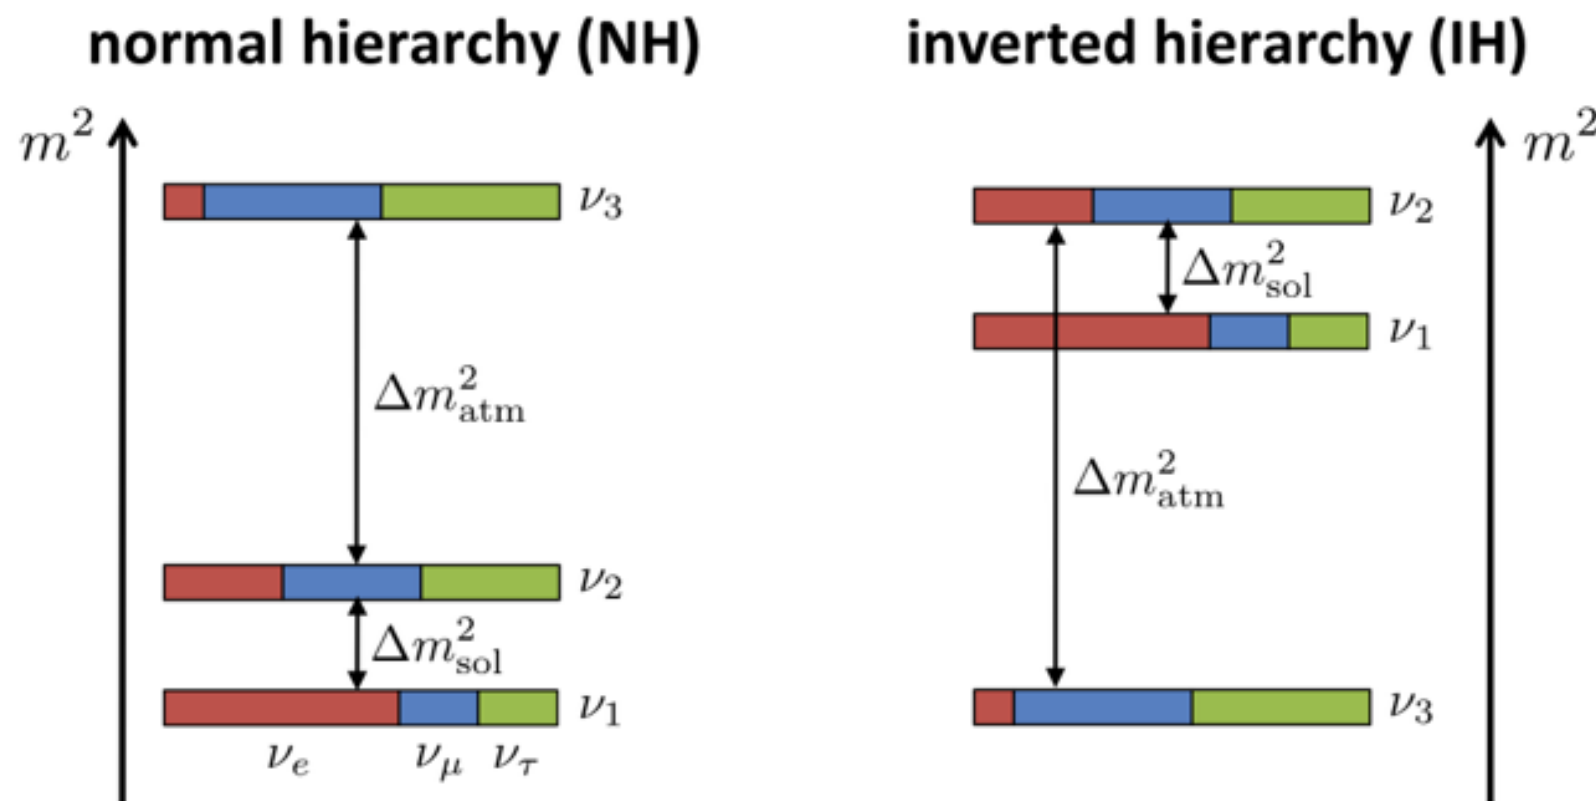 normal hierarchy (NH)
inverted hierarchy (IH)
m²
m²
ν₃
ν₂
Δm²sol
ν₁
Δm²atm
Δm²atm
ν₂
Δm²sol
ν₁
ν₃
νe νμ ντ